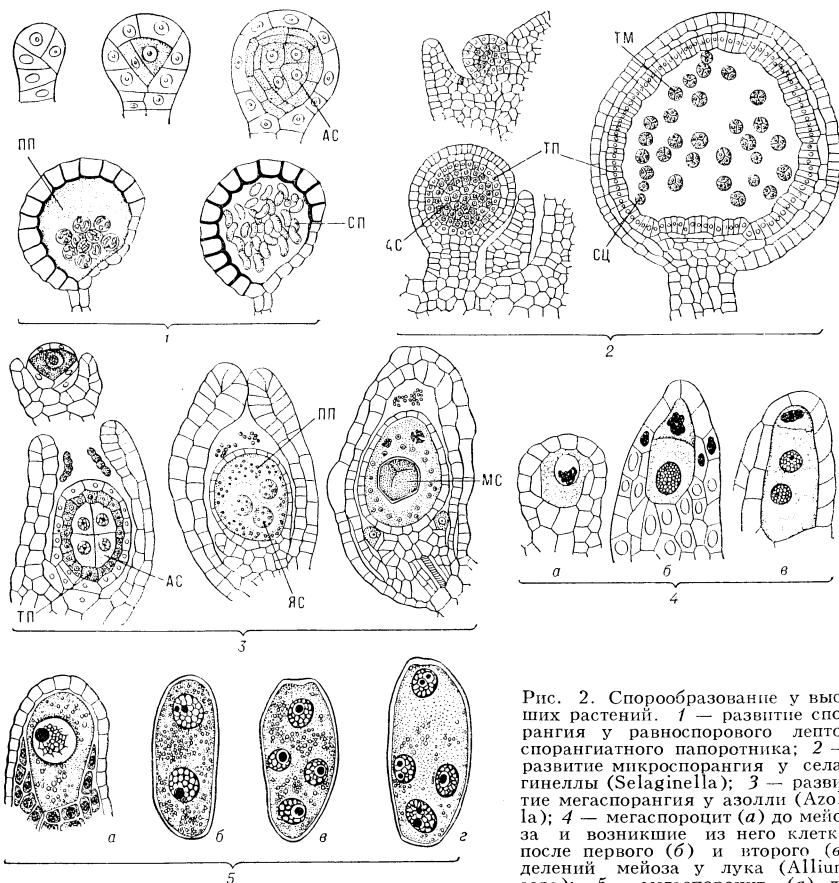 АС
ПП
СП
1
ТМ
ТП
АС
СЦ
2
ПП
МС
АС
ТП
ЯС
3
а
б
в
4
а
б
в
г
5
Рис. 2. Спорообразование у выс
ших растений. 1 — развитие спо
рангия у равноспорового лепто
спорангиатного папоротника; 2 —
развитие микроспорангия у села
гинеллы (Selaginella); 3 — разви
тие мегаспорангия у азолли (Azo
la); 4 — мегаспороцит (а) до мейо
за и возникшие из него клетк
после первого (б) и второго (в
делений мейоза у лука (Allium